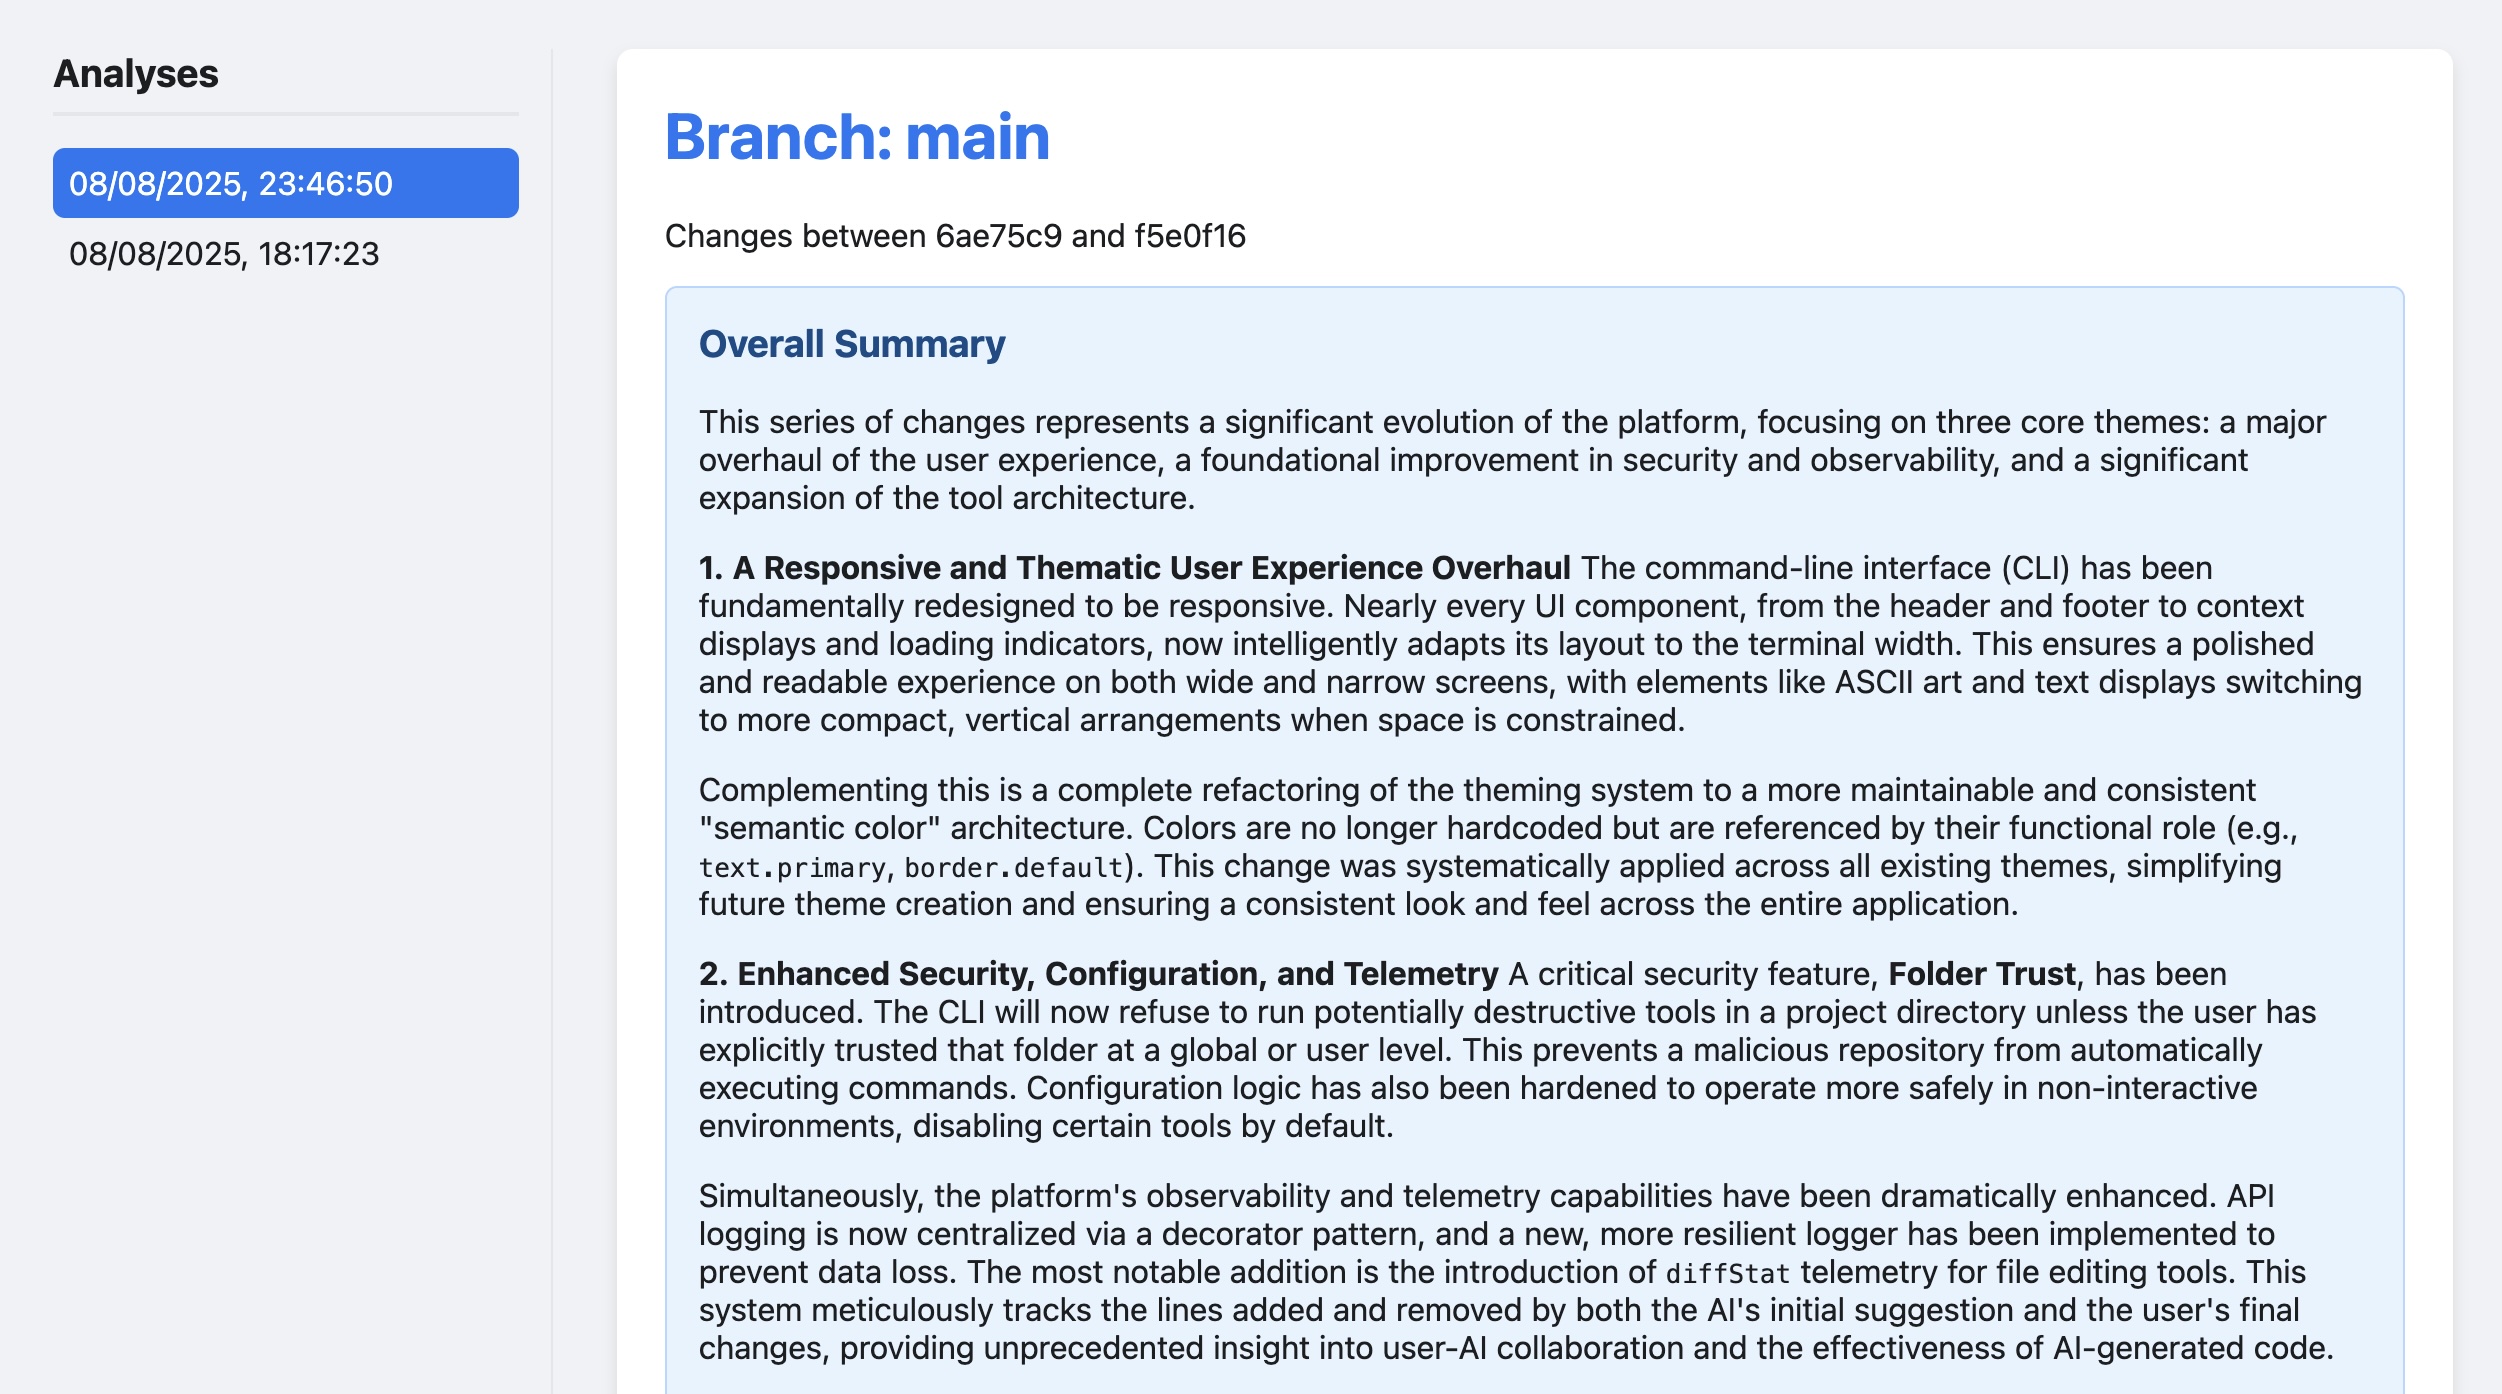 Analyses
08/08/2025, 23:46:50
08/08/2025, 18:17:23
Branch: main
Changes between 6ae75c9 and f5e0f16
Overall Summary
This series of changes represents a significant evolution of the platform, focusing on three core themes: a major
overhaul of the user experience, a foundational improvement in security and observability, and a significant
expansion of the tool architecture.
1. A Responsive and Thematic User Experience Overhaul The command-line interface (CLI) has been
fundamentally redesigned to be responsive. Nearly every UI component, from the header and footer to context
displays and loading indicators, now intelligently adapts its layout to the terminal width. This ensures a polished
and readable experience on both wide and narrow screens, with elements like ASCII art and text displays switching
to more compact, vertical arrangements when space is constrained.
Complementing this is a complete refactoring of the theming system to a more maintainable and consistent
"semantic color" architecture. Colors are no longer hardcoded but are referenced by their functional role (e.g.,
text.primary, border.default). This change was systematically applied across all existing themes, simplifying
future theme creation and ensuring a consistent look and feel across the entire application.
2. Enhanced Security, Configuration, and Telemetry A critical security feature, Folder Trust, has been
introduced. The CLI will now refuse to run potentially destructive tools in a project directory unless the user has
explicitly trusted that folder at a global or user level. This prevents a malicious repository from automatically
executing commands. Configuration logic has also been hardened to operate more safely in non-interactive
environments, disabling certain tools by default.
Simultaneously, the platform's observability and telemetry capabilities have been dramatically enhanced. API
logging is now centralized via a decorator pattern, and a new, more resilient logger has been implemented to
prevent data loss. The most notable addition is the introduction of diffStat telemetry for file editing tools. This
system meticulously tracks the lines added and removed by both the AI's initial suggestion and the user's final
changes, providing unprecedented insight into user-AI collaboration and the effectiveness of AI-generated code.